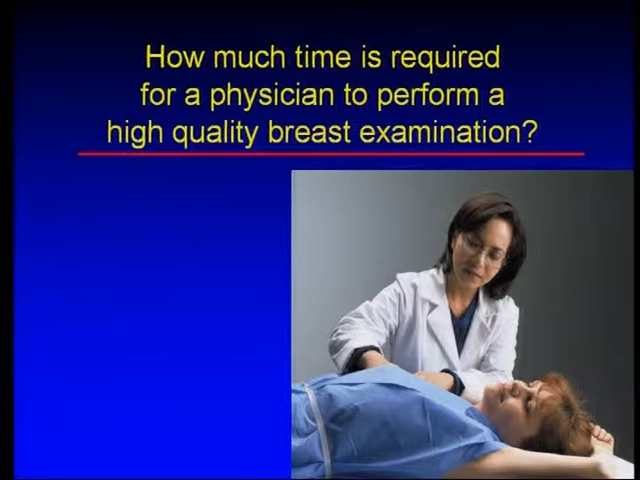 How much time is required
for a physician to perform a
high quality breast examination?